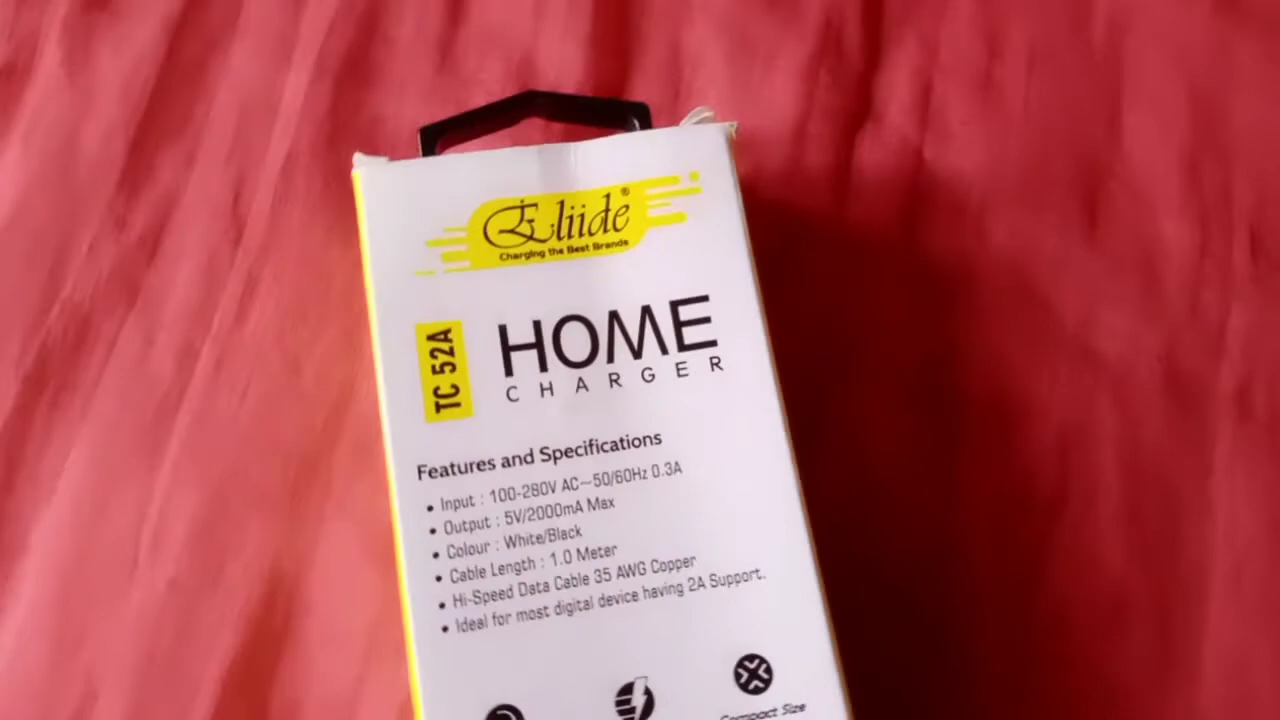 Eliide®
Charging the Best Brands
TC 52A
HOME
CHARGER
Features and Specifications
• Input : 100-280V AC~50/60Hz 0.3A
• Output : 5V/2000mA Max
• Colour : White/Black
• Cable Length : 1.0 Meter
• Hi-Speed Data Cable 35 AWG Copper
• Ideal for most digital device having 2A Support.
Compact Size